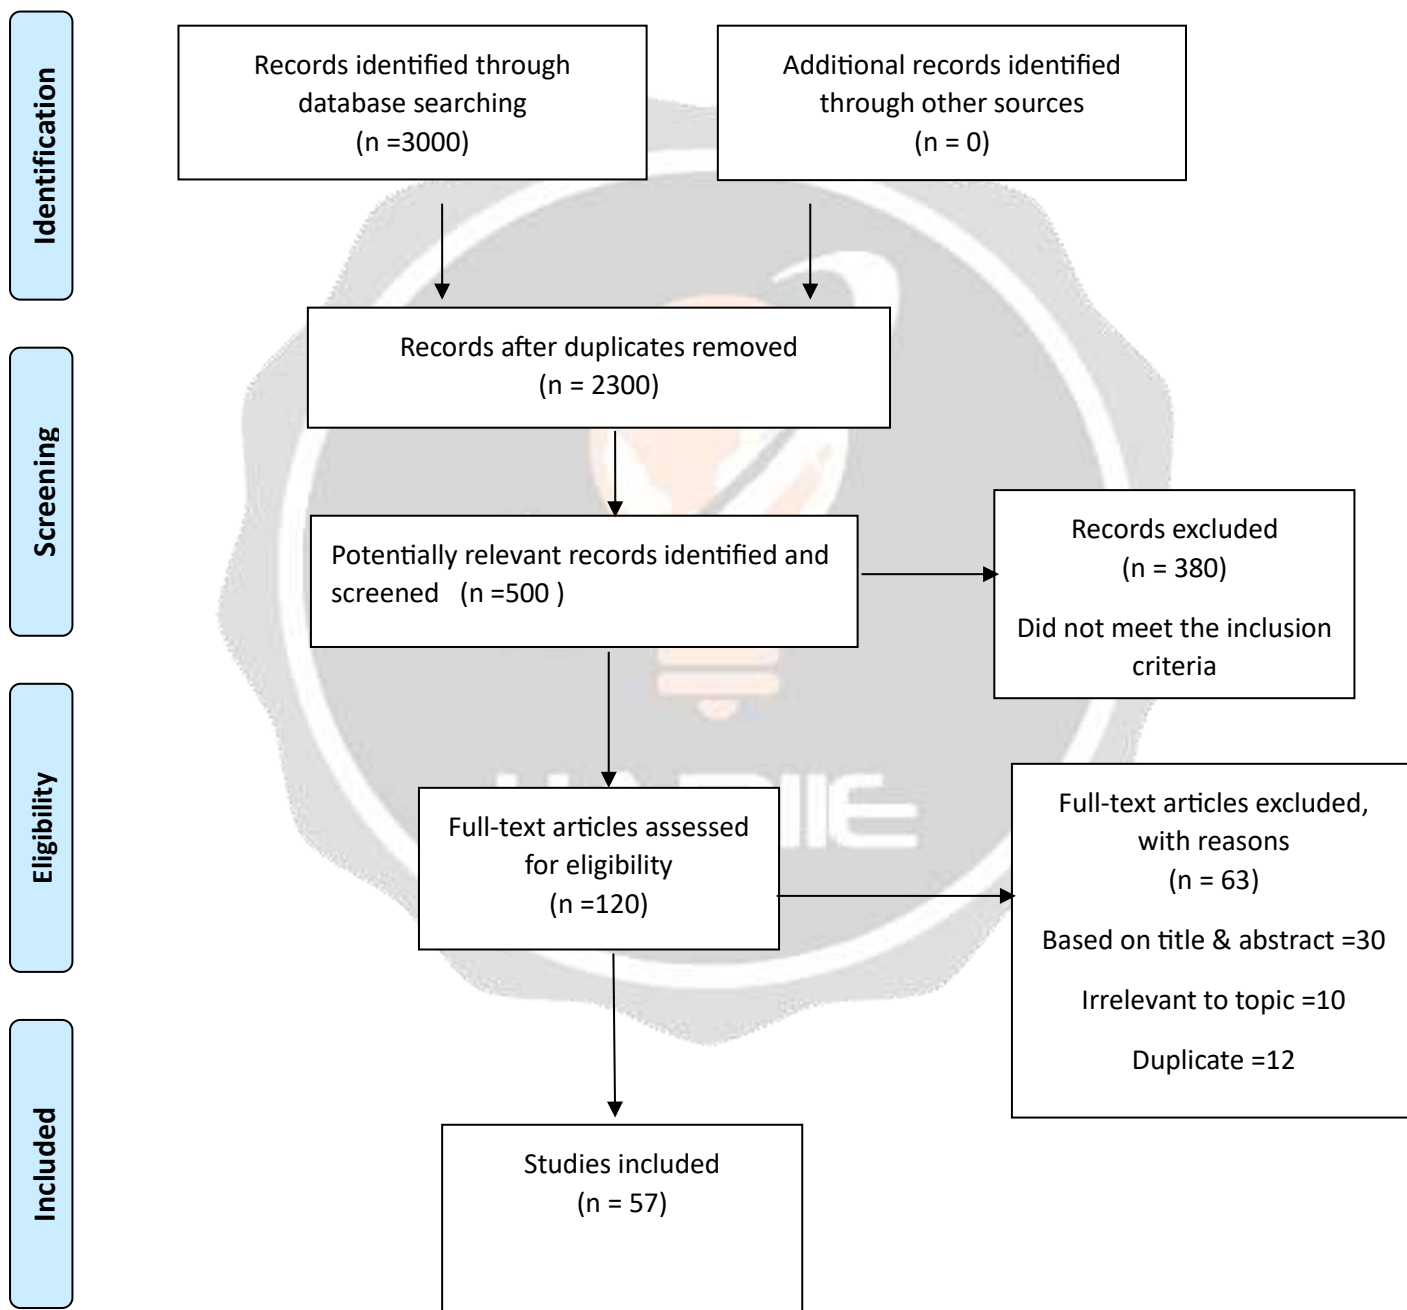 Identification
Records identified through
database searching
(n =3000)
Additional records identified
through other sources
(n = 0)
Records after duplicates removed
(n = 2300)
Screening
Potentially relevant records identified and
screened (n =500 )
Records excluded
(n = 380)
Did not meet the inclusion
criteria
Eligibility
Full-text articles assessed
for eligibility
(n =120)
Full-text articles excluded,
with reasons
(n = 63)
Based on title & abstract =30
Irrelevant to topic =10
Duplicate =12
Included
Studies included
(n = 57)